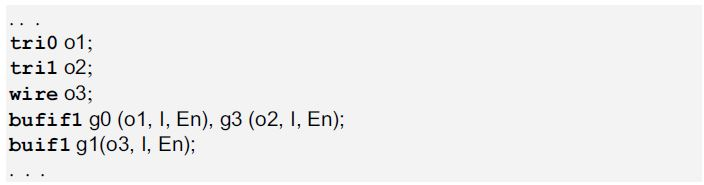 . . .
tri0 o1;
tri1 o2;
wire o3;
bufif1 g0 (o1, I, En), g3 (o2, I, En);
buif1 g1(o3, I, En);
. . .